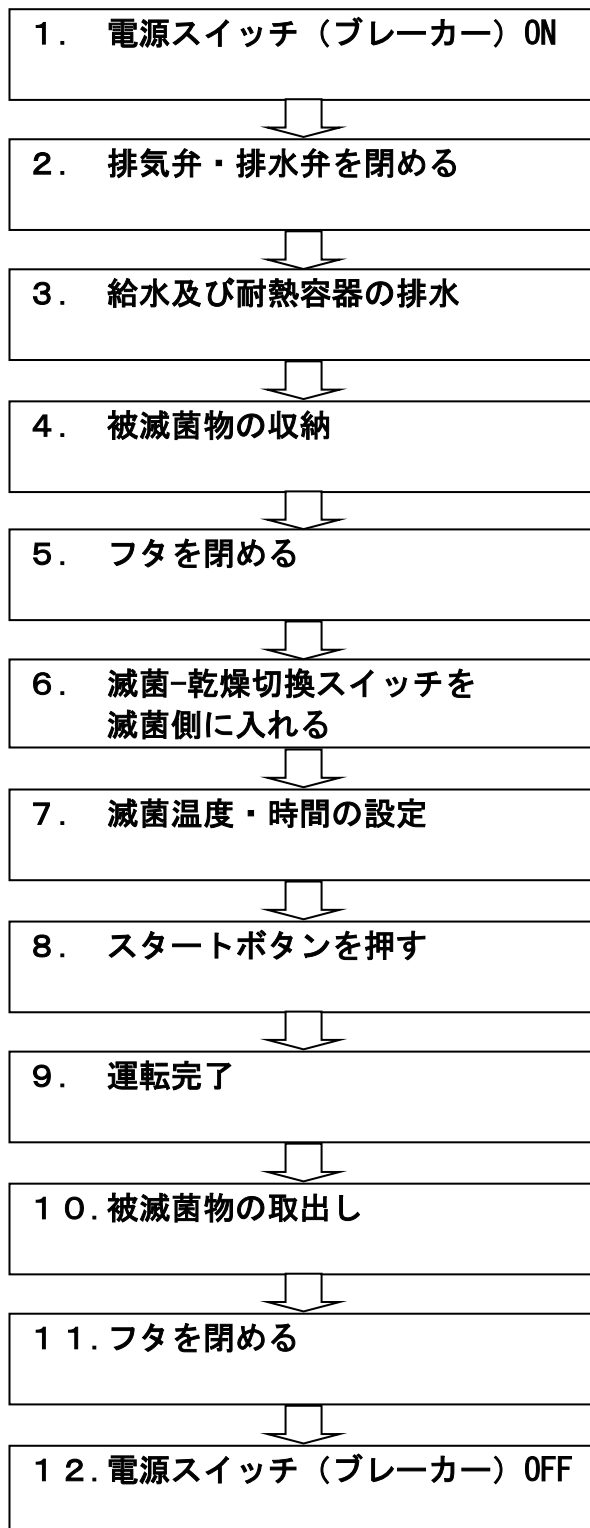 １.　電源スイッチ（ブレーカー）ON
２.　排気弁・排水弁を閉める
３.　給水及び耐熱容器の排水
４.　被滅菌物の収納
５.　フタを閉める
６.　滅菌-乾燥切換スイッチを
滅菌側に入れる
７.　滅菌温度・時間の設定
８.　スタートボタンを押す
９.　運転完了
１０.被滅菌物の取出し
１１.フタを閉める
１２.電源スイッチ（ブレーカー）OFF